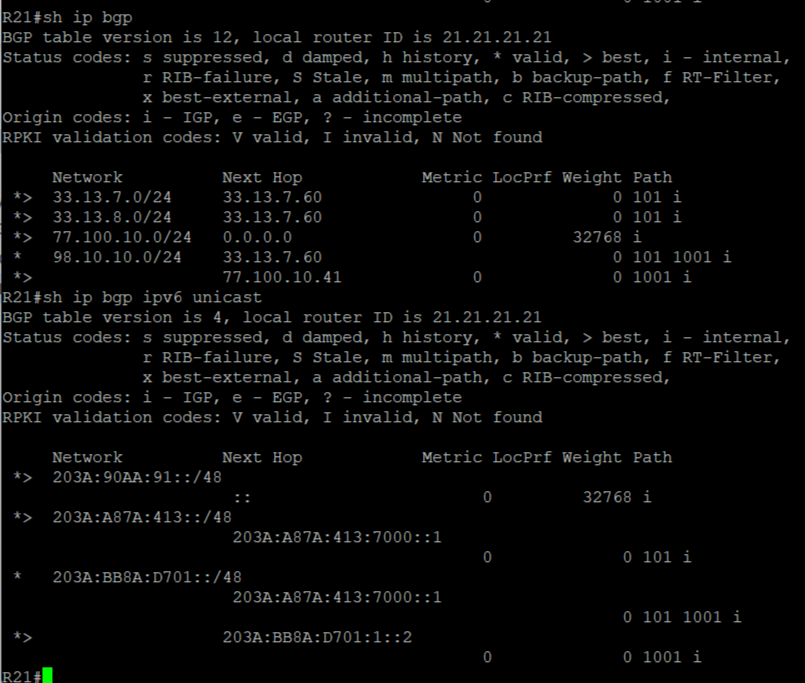 0 1001 i
R21#sh ip bgp
BGP table version is 12, local router ID is 21.21.21.21
Status codes: s suppressed, d damped, h history, * valid, > best, i - internal,
r RIB-failure, S Stale, m multipath, b backup-path, f RT-Filter,
x best-external, a additional-path, c RIB-compressed,
Origin codes: i - IGP, e - EGP, ? - incomplete
RPKI validation codes: V valid, I invalid, N Not found
Network Next Hop Metric LocPrf Weight Path
*> 33.13.7.0/24 33.13.7.60 0 0 101 i
*> 33.13.8.0/24 33.13.7.60 0 0 101 i
*> 77.100.10.0/24 0.0.0.0 0 32768 i
* 98.10.10.0/24 33.13.7.60 0 101 1001 i
*> 77.100.10.41 0 0 1001 i
R21#sh ip bgp ipv6 unicast
BGP table version is 4, local router ID is 21.21.21.21
Status codes: s suppressed, d damped, h history, * valid, > best, i - internal,
r RIB-failure, S Stale, m multipath, b backup-path, f RT-Filter,
x best-external, a additional-path, c RIB-compressed,
Origin codes: i - IGP, e - EGP, ? - incomplete
RPKI validation codes: V valid, I invalid, N Not found
Network Next Hop Metric LocPrf Weight Path
*> 203A:90AA:91::/48
:: 0 32768 i
*> 203A:A87A:413::/48
203A:A87A:413:7000::1
0 0 101 i
* 203A:BB8A:D701::/48
203A:A87A:413:7000::1
0 101 1001 i
*> 203A:BB8A:D701:1::2
0 0 1001 i
R21#